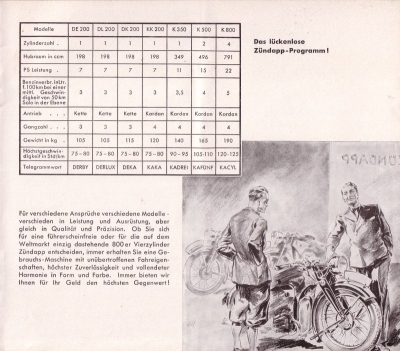 Modelle DE 200 DL 200 DK 200 KK 200 K 350 K 500 K 800
Zylinderzahl . 1 1 1 1 1 2 4
Hubraum in ccm 198 198 198 198 349 496 791
PS Leistung . . 7 7 7 7 11 15 22
Benzinverbr. in Ltr.
f. 100 km bei einer
mittl. Geschwin-
digkeit von 50 km
Solo in der Ebene 3 3 3 3 3,5 4 5
Antrieb . . . Kette Kette Kette Kardan Kardan Kardan Kardan
Gangzahl . . . 3 3 3 4 4 4 4
Gewicht in kg . 105 105 115 120 140 165 190
Höchstgeschwin-
digkeit in Std/km 75–80 75–80 75–80 75–80 90–95 105-110 120-125
Telegrammwort DERBY DERLUX DEKA KAKA KADREI KAFÜNF KACYL
Das lückenlose
Zündapp-Programm!
Für verschiedene Ansprüche verschiedene Modelle -
verschieden in Leistung und Ausrüstung, aber
gleich in Qualität und Präzision. Ob Sie sich
für eine führerscheinfreie oder für die auf dem
Weltmarkt einzig dastehende 800er Vierzylinder
Zündapp entscheiden, immer erhalten Sie eine Ge-
brauchs-Maschine mit unübertroffenen Fahreigen-
schaften, höchster Zuverlässigkeit und vollendeter
Harmonie in Form und Farbe. Immer bieten wir
Ihnen für Ihr Geld den höchsten Gegenwert!